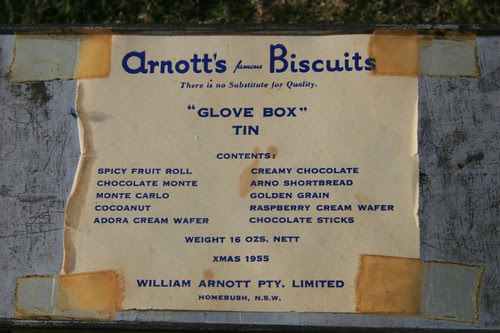 Arnott's famous Biscuits
There is no Substitute for Quality.
"GLOVE BOX"
TIN
CONTENTS:
SPICY FRUIT ROLL
CHOCOLATE MONTE
MONTE CARLO
COCOANUT
ADORA CREAM WAFER
CREAMY CHOCOLATE
ARNO SHORTBREAD
GOLDEN GRAIN
RASPBERRY CREAM WAFER
CHOCOLATE STICKS
WEIGHT 16 OZS. NETT
XMAS 1955
WILLIAM ARNOTT PTY. LIMITED
HOMEBUSH, N.S.W.